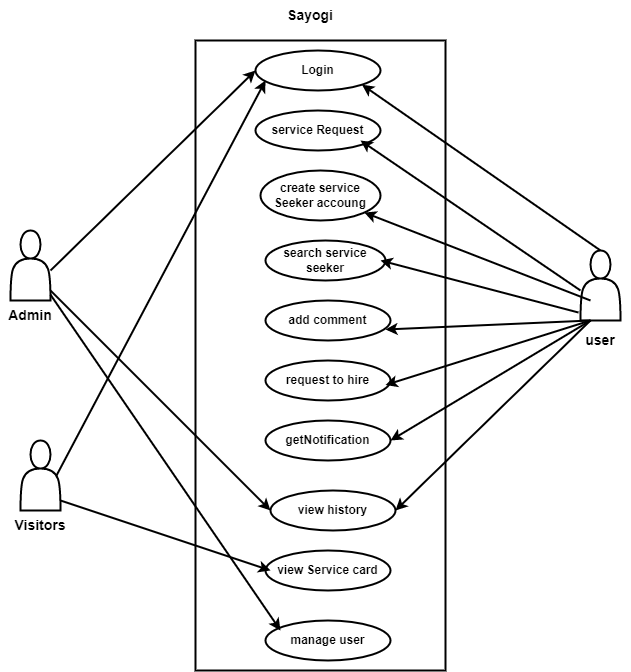 Sayogi
Login
service Request
create service
Seeker accoung
search service
seeker
add comment
request to hire
getNotification
view history
view Service card
manage user
Admin
Visitors
user